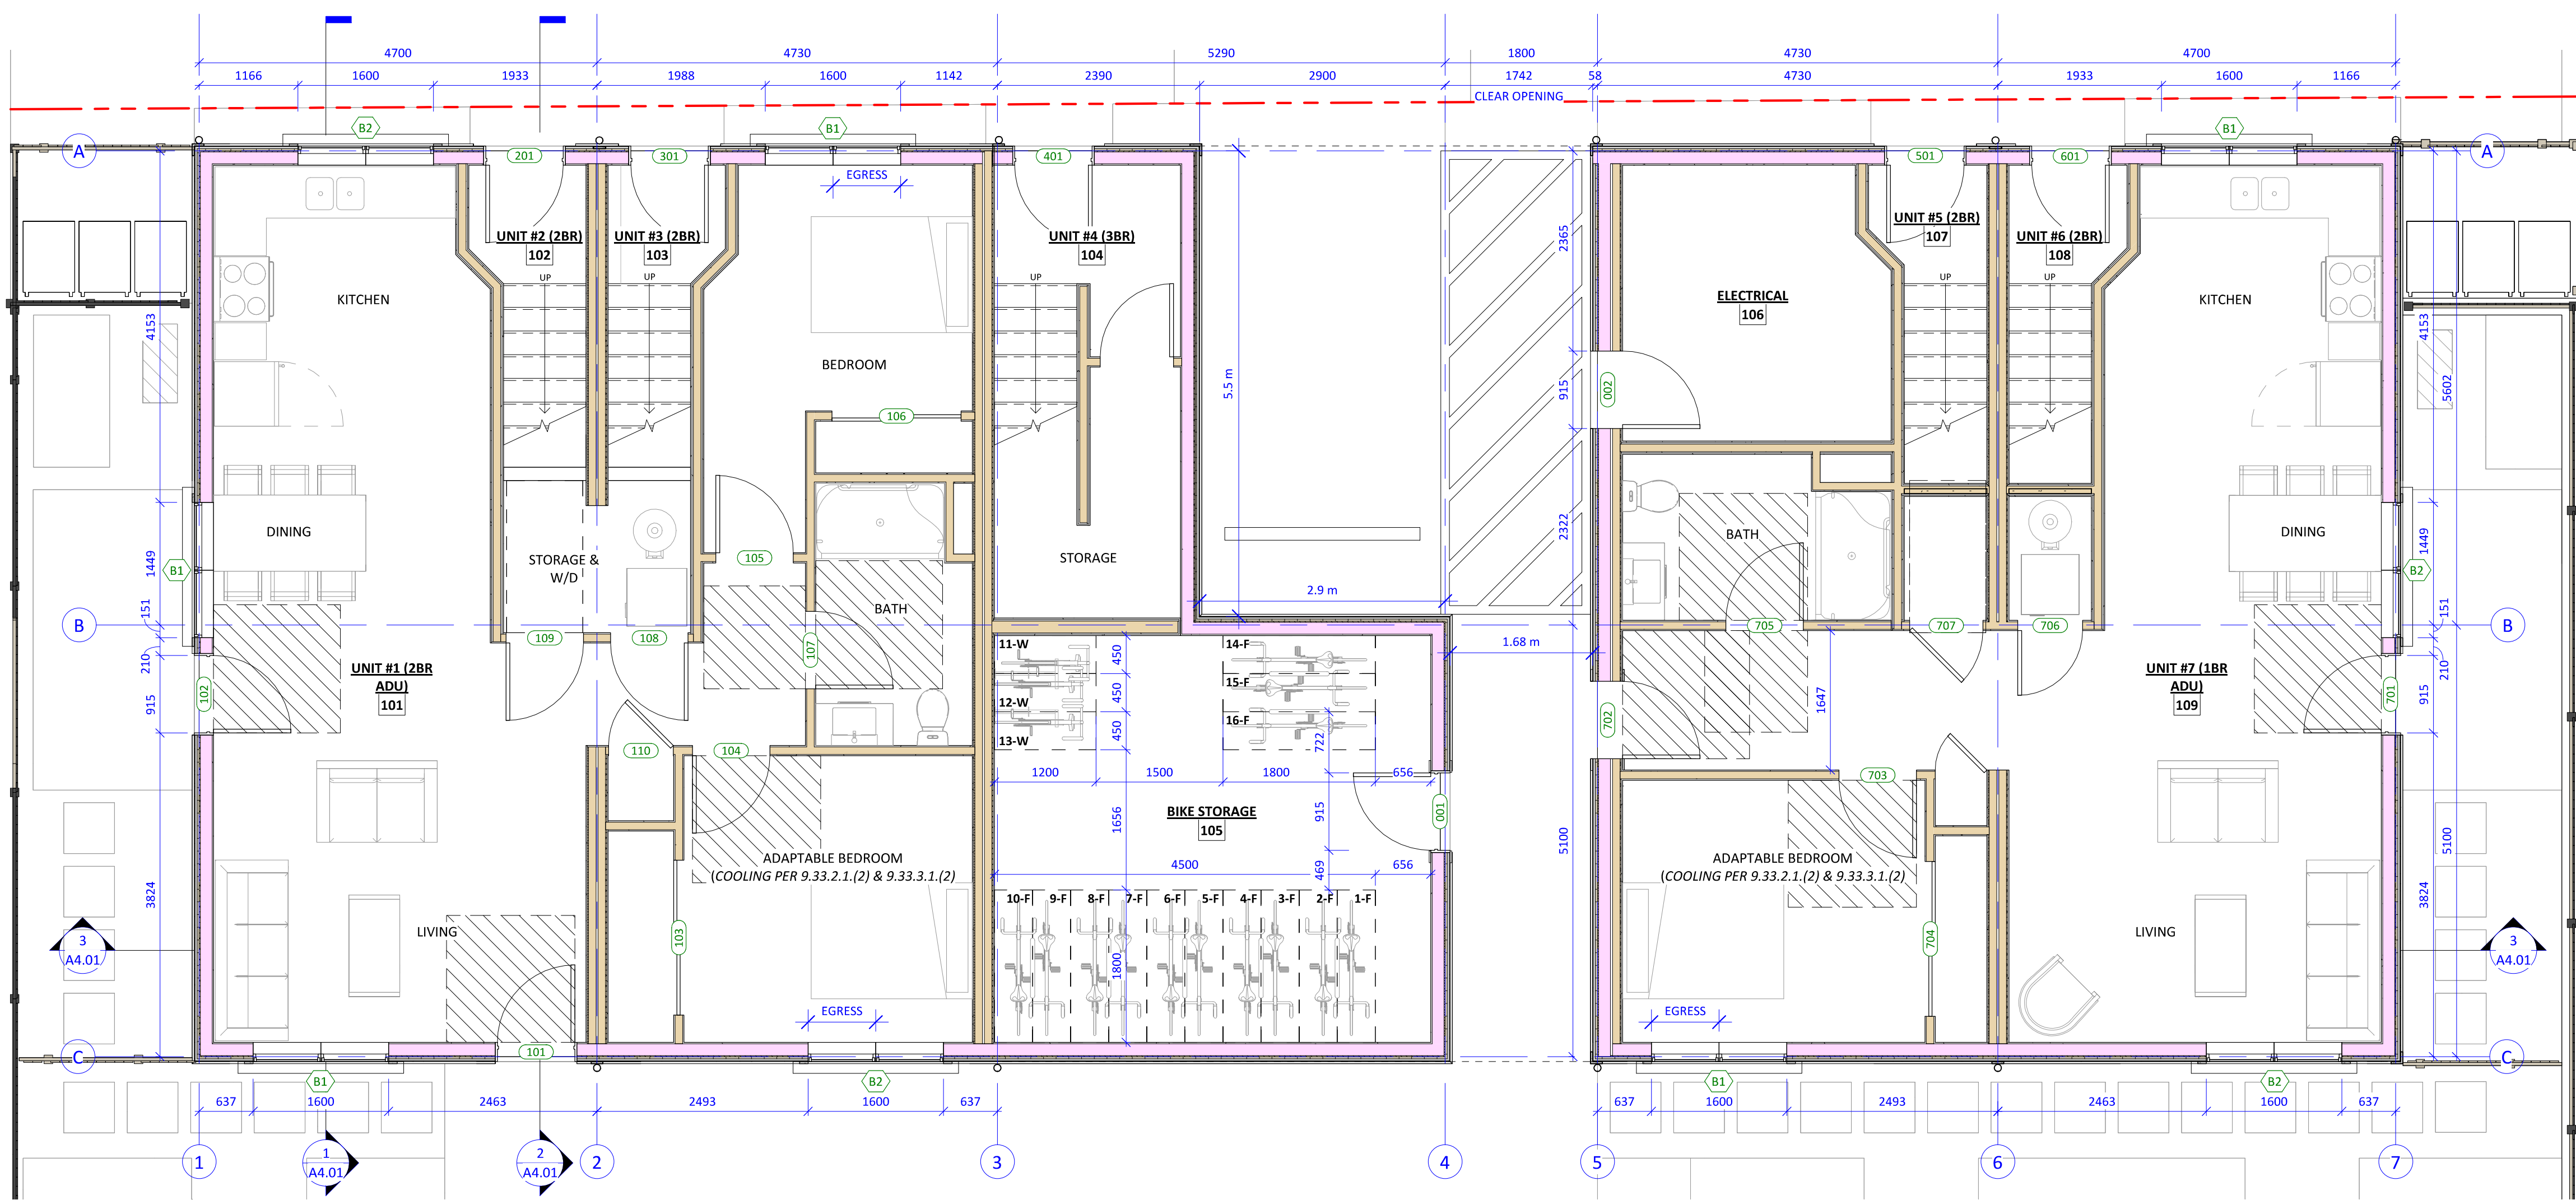 4700 4730 5290 1800 4730 4700
1166 1600 1933 1988 1600 1142 2390 2900 1742 58 4730 1933 1600 1166
CLEAR OPENING
B2 B1 B1
A 201 301 401 501 601 A
EGRESS
UNIT #2 (2BR)
102
UNIT #3 (2BR)
103
UNIT #4 (3BR)
104
UNIT #5 (2BR)
107
UNIT #6 (2BR)
108
2365
UP UP UP UP UP
KITCHEN
ELECTRICAL
106
KITCHEN
4153
BEDROOM
5.5 m
915
002
4153
5602
106
DINING
1449
B1
STORAGE &
W/D
105
STORAGE
2322
BATH
DINING
1449
B2
2.9 m
151
B
BATH
109 108
107
705 707 706
151
B
210
UNIT #1 (2BR
ADU)
101
11-W
12-W
13-W
450
450
450
14-F
15-F
16-F
722
1.68 m
702
1647
UNIT #7 (1BR
ADU)
109
210
915
102
915
701
110 104
1200 1500 1800 656
703
1656
BIKE STORAGE
105
915
001
5100
5100
ADAPTABLE BEDROOM
(COOLING PER 9.33.2.1.(2) & 9.33.3.1.(2)
4500 656
469
ADAPTABLE BEDROOM
(COOLING PER 9.33.2.1.(2) & 9.33.3.1.(2)
3824
10-F 9-F 8-F 7-F 6-F 5-F 4-F 3-F 2-F 1-F
3824
3
A4.01
LIVING
103
1800
704
LIVING
3
A4.01
EGRESS
EGRESS
C 101 C
B1 B2 B1 B2
637 1600 2463 2493 1600 637 637 1600 2493 2463 1600 637
1
1
A4.01
2
A4.01
2 3 4 5 6 7